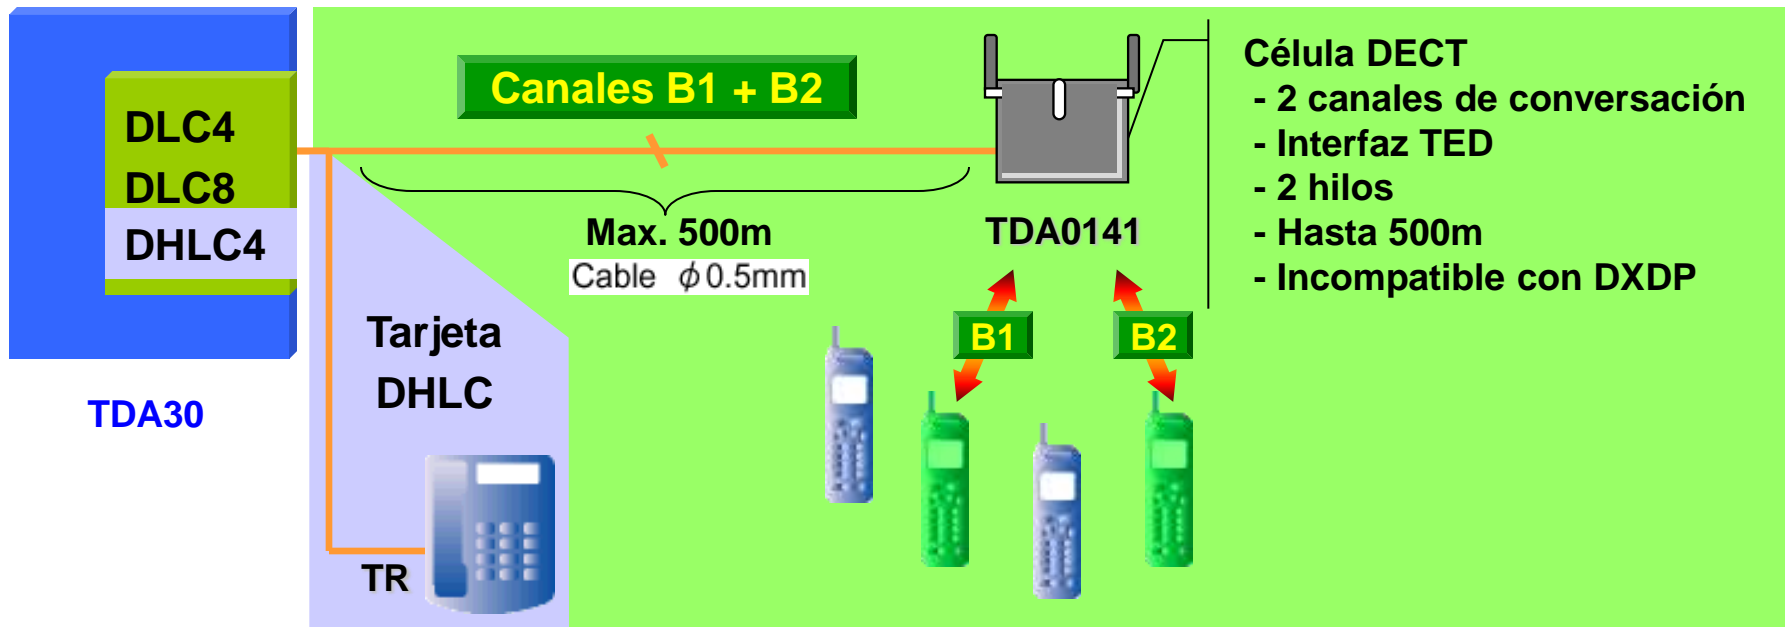 Canales B1 + B2
DLC4
DLC8
DHLC4
TDA30
Max. 500m
Cable ϕ0.5mm
TDA0141
Célula DECT
- 2 canales de conversación
- Interfaz TED
- 2 hilos
- Hasta 500m
- Incompatible con DXDP
B1
B2
Tarjeta
DHLC
TR